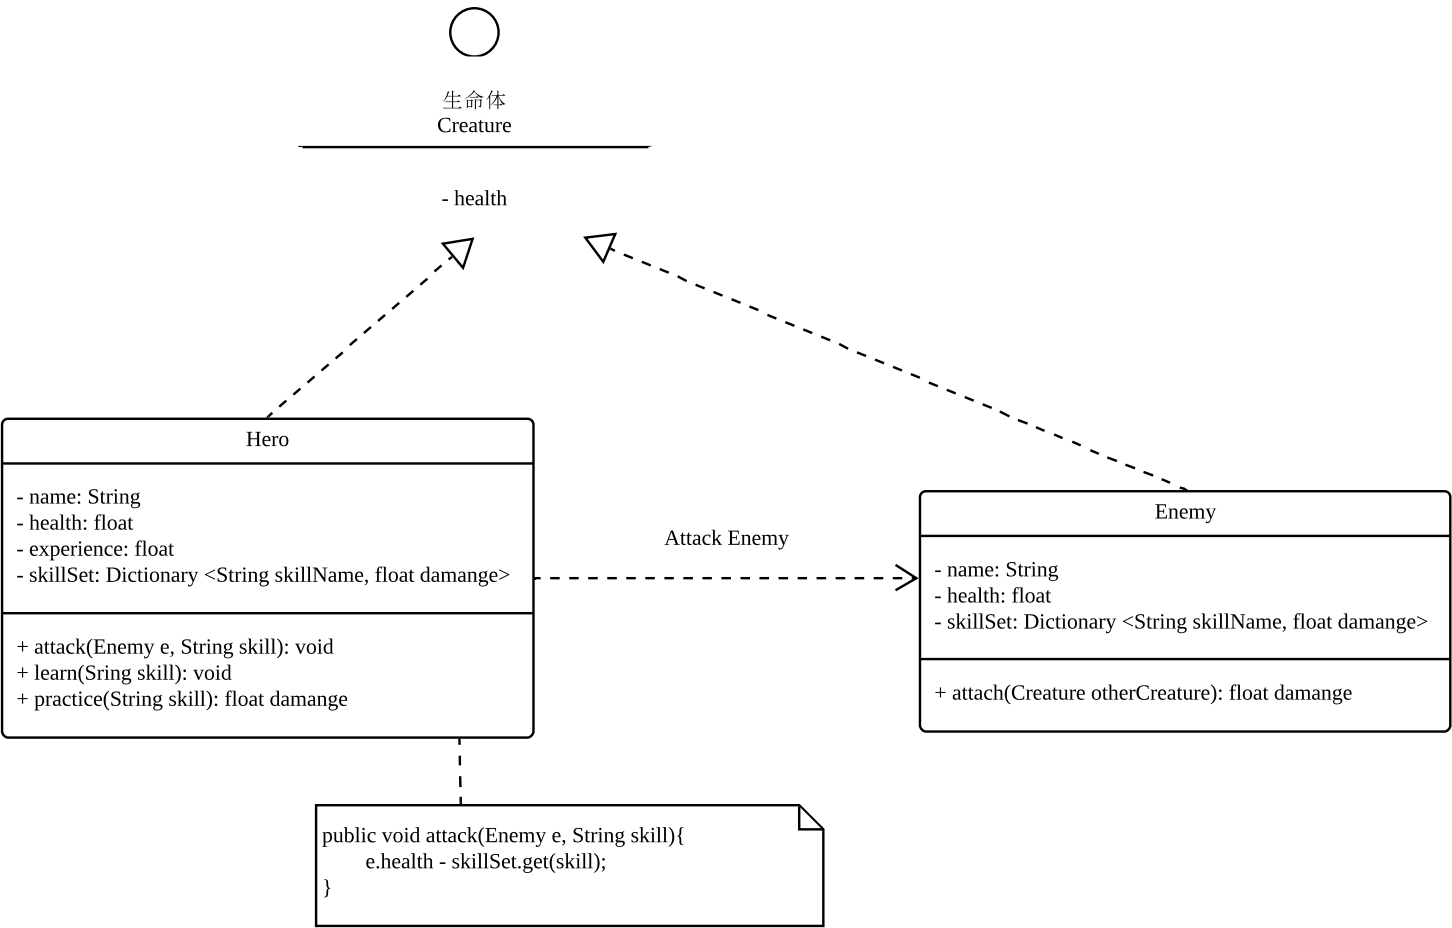 生命体
Creature
- health
Hero
- name: String
- health: float
- experience: float
- skillSet: Dictionary <String skillName, float damange>
+ attack(Enemy e, String skill): void
+ learn(Sring skill): void
+ practice(String skill): float damange
Attack Enemy
Enemy
- name: String
- health: float
- skillSet: Dictionary <String skillName, float damange>
+ attach(Creature otherCreature): float damange
public void attack(Enemy e, String skill){
e.health - skillSet.get(skill);
}